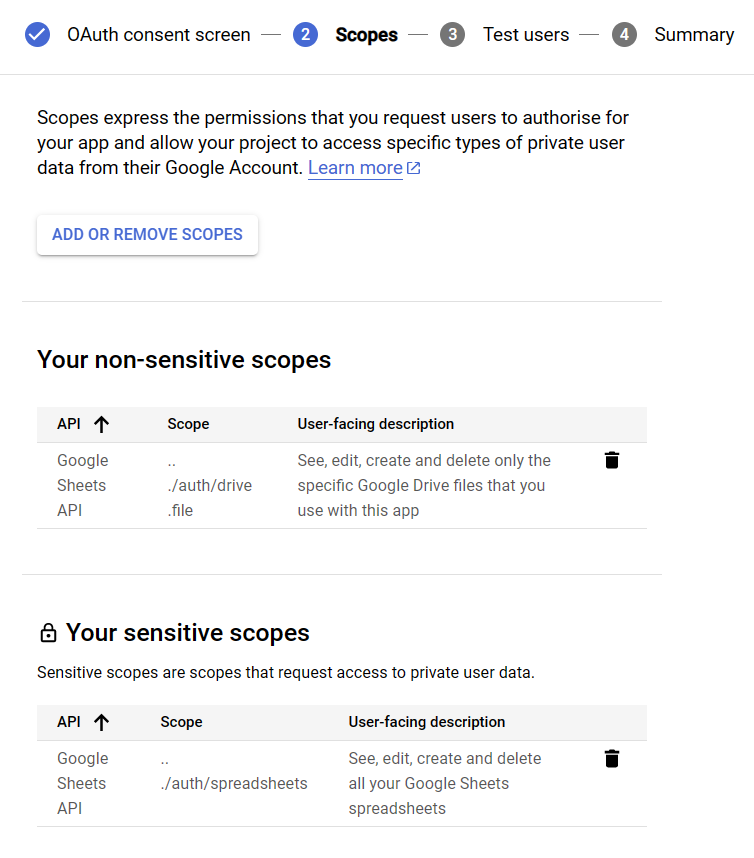 OAuth consent screen — 2 Scopes — 3 Test users — 4 Summary
Scopes express the permissions that you request users to authorise for
your app and allow your project to access specific types of private user
data from their Google Account. Learn more
ADD OR REMOVE SCOPES
Your non-sensitive scopes
API Scope User-facing description
Google .. See, edit, create and delete only the
Sheets ./auth/drive specific Google Drive files that you
API .file use with this app
Your sensitive scopes
Sensitive scopes are scopes that request access to private user data.
API Scope User-facing description
Google .. See, edit, create and delete
Sheets ./auth/spreadsheets all your Google Sheets
API spreadsheets